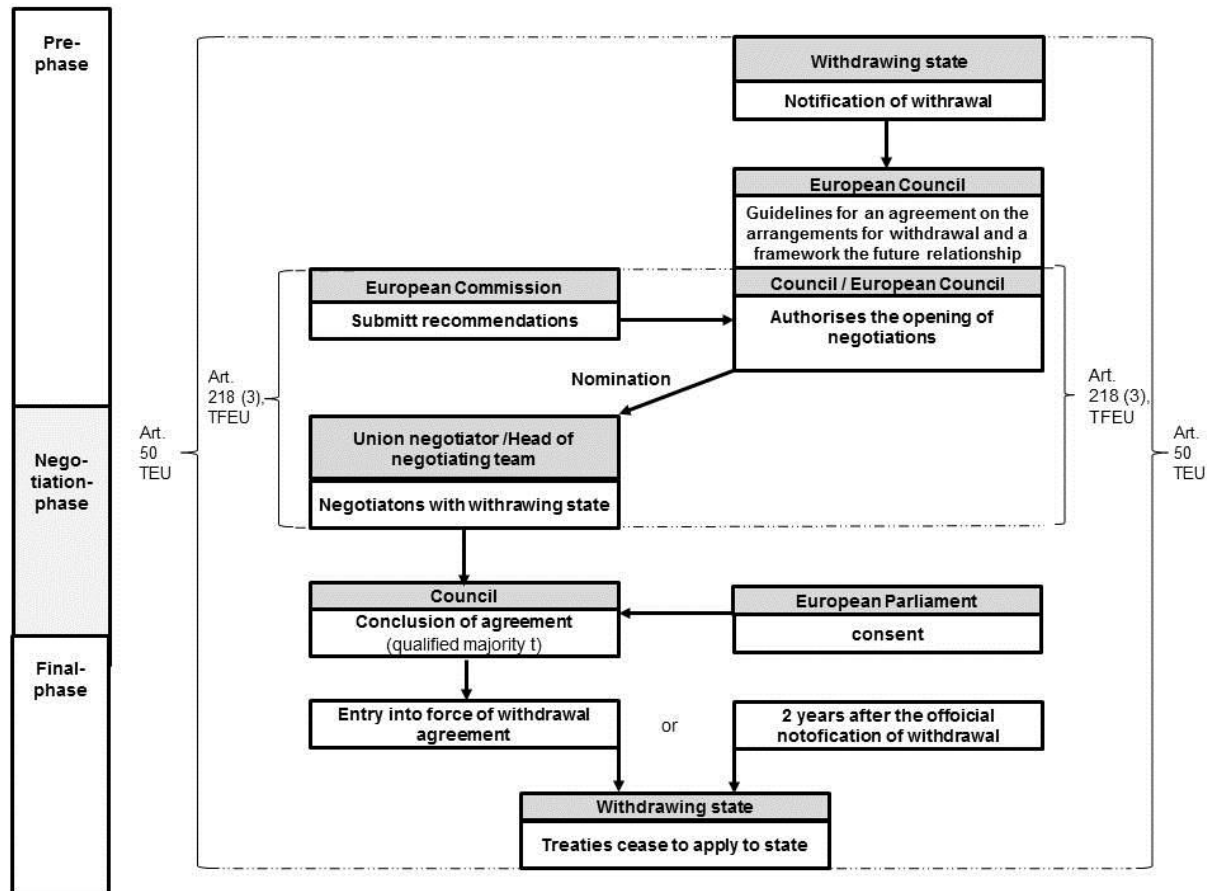 Pre-
phase
Withdrawing state
Notification of withrawal
European Council
Guidelines for an agreement on the
arrangements for withdrawal and a
framework the future relationship
European Commission
Submitt recommendations
Council / European Council
Authorises the opening of
negotiations
Nomination
Art.
218 (3),
TFEU
Art.
218 (3),
TFEU
Art.
50
TEU
Art.
50
TEU
Nego-
tiation-
phase
Union negotiator /Head of
negotiating team
Negotiatons with withrawing state
Council
Conclusion of agreement
(qualified majority t)
European Parliament
consent
Final-
phase
Entry into force of withdrawal
agreement
or
2 years after the offoicial
notofication of withdrawal
Withdrawing state
Treaties cease to apply to state